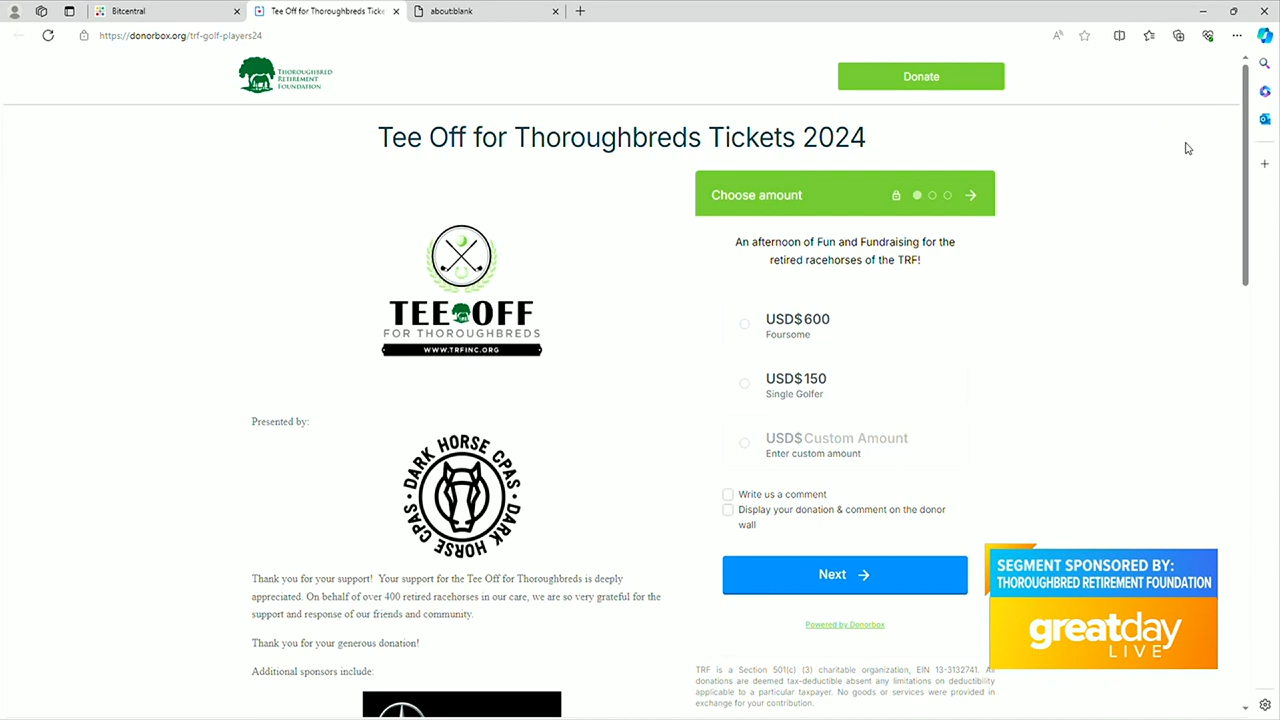 Bitcentral
Tee Off for Thoroughbreds Ticke
about:blank
https://donorbox.org/trf-golf-players24
THOROUGHBRED
RETIREMENT
FOUNDATION
Donate
Tee Off for Thoroughbreds Tickets 2024
TEE OFF
FOR THOROUGHBREDS
WWW.TRFINC.ORG
Presented by:
DARK HORSE CPAS · DARK HORSE CPAS ·
Thank you for your support! Your support for the Tee Off for Thoroughbreds is deeply
appreciated. On behalf of over 400 retired racehorses in our care, we are so very grateful for the
support and response of our friends and community.
Thank you for your generous donation!
Additional sponsors include:
Choose amount
An afternoon of Fun and Fundraising for the
retired racehorses of the TRF!
USD$600
Foursome
USD$150
Single Golfer
USD$Custom Amount
Enter custom amount
Write us a comment
Display your donation & comment on the donor
wall
Next
Powered by Donorbox
TRF is a Section 501(c) (3) charitable organization, EIN 13-3132741. A
donations are deemed tax-deductible absent any limitations on deductibility
applicable to a particular taxpayer. No goods or services were provided in
exchange for your contribution.
SEGMENT SPONSORED BY:
THOROUGHBRED RETIREMENT FOUNDATION
greatday
LIVE